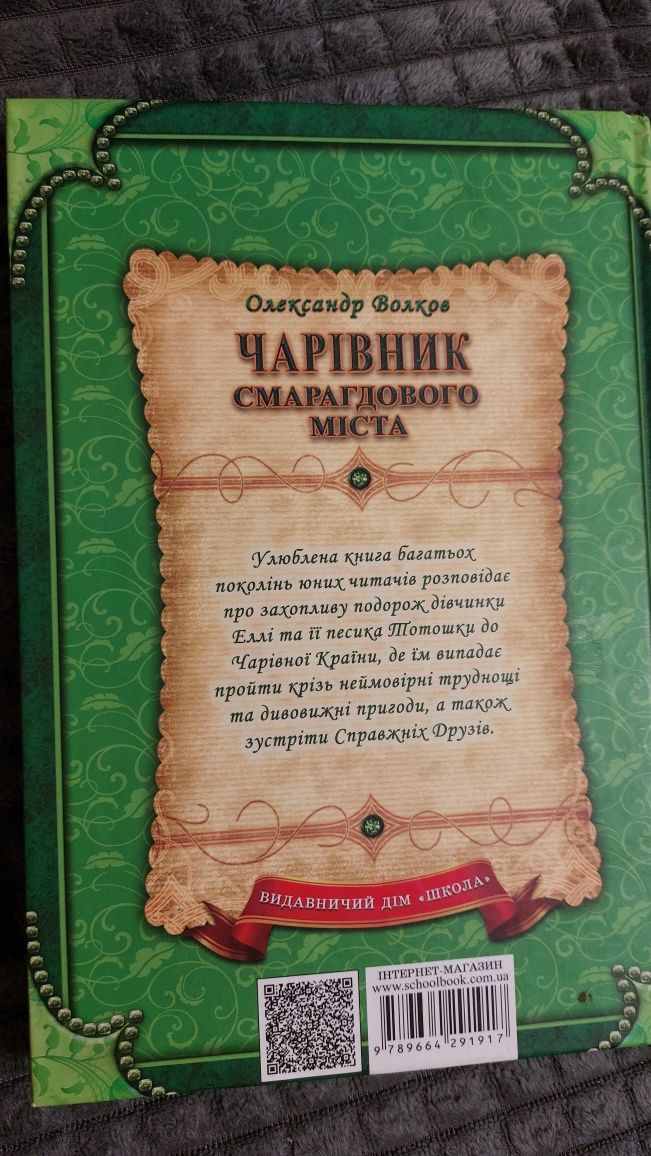 Олександр Волков
ЧАРІВНИК
СМАРАГДОВОГО
МІСТА
Улюблена книга багатьох
поколінь юних читачів розповідає
про захопливу подорож дівчинки
Еллі та її песика Тотошки до
Чарівної Країни, де їм випадає
пройти крізь неймовірні труднощі
та дивовижні пригоди, а також
зустріти Справжніх Друзів.
ВИДАВНИЧИЙ ДІМ «ШКОЛА»
ІНТЕРНЕТ-МАГАЗИН
www.schoolbook.com.ua
9 789664 291917